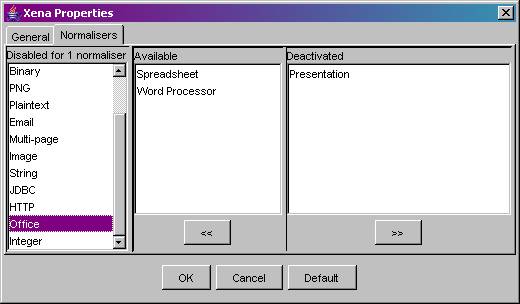 Xena Properties
General
Normalisers
Disabled for 1 normaliser
Binary
PNG
Plaintext
Email
Multi-page
Image
String
JDBC
HTTP
Office
Integer
Available
Spreadsheet
Word Processor
<<
Deactivated
Presentation
>>
OK
Cancel
Default